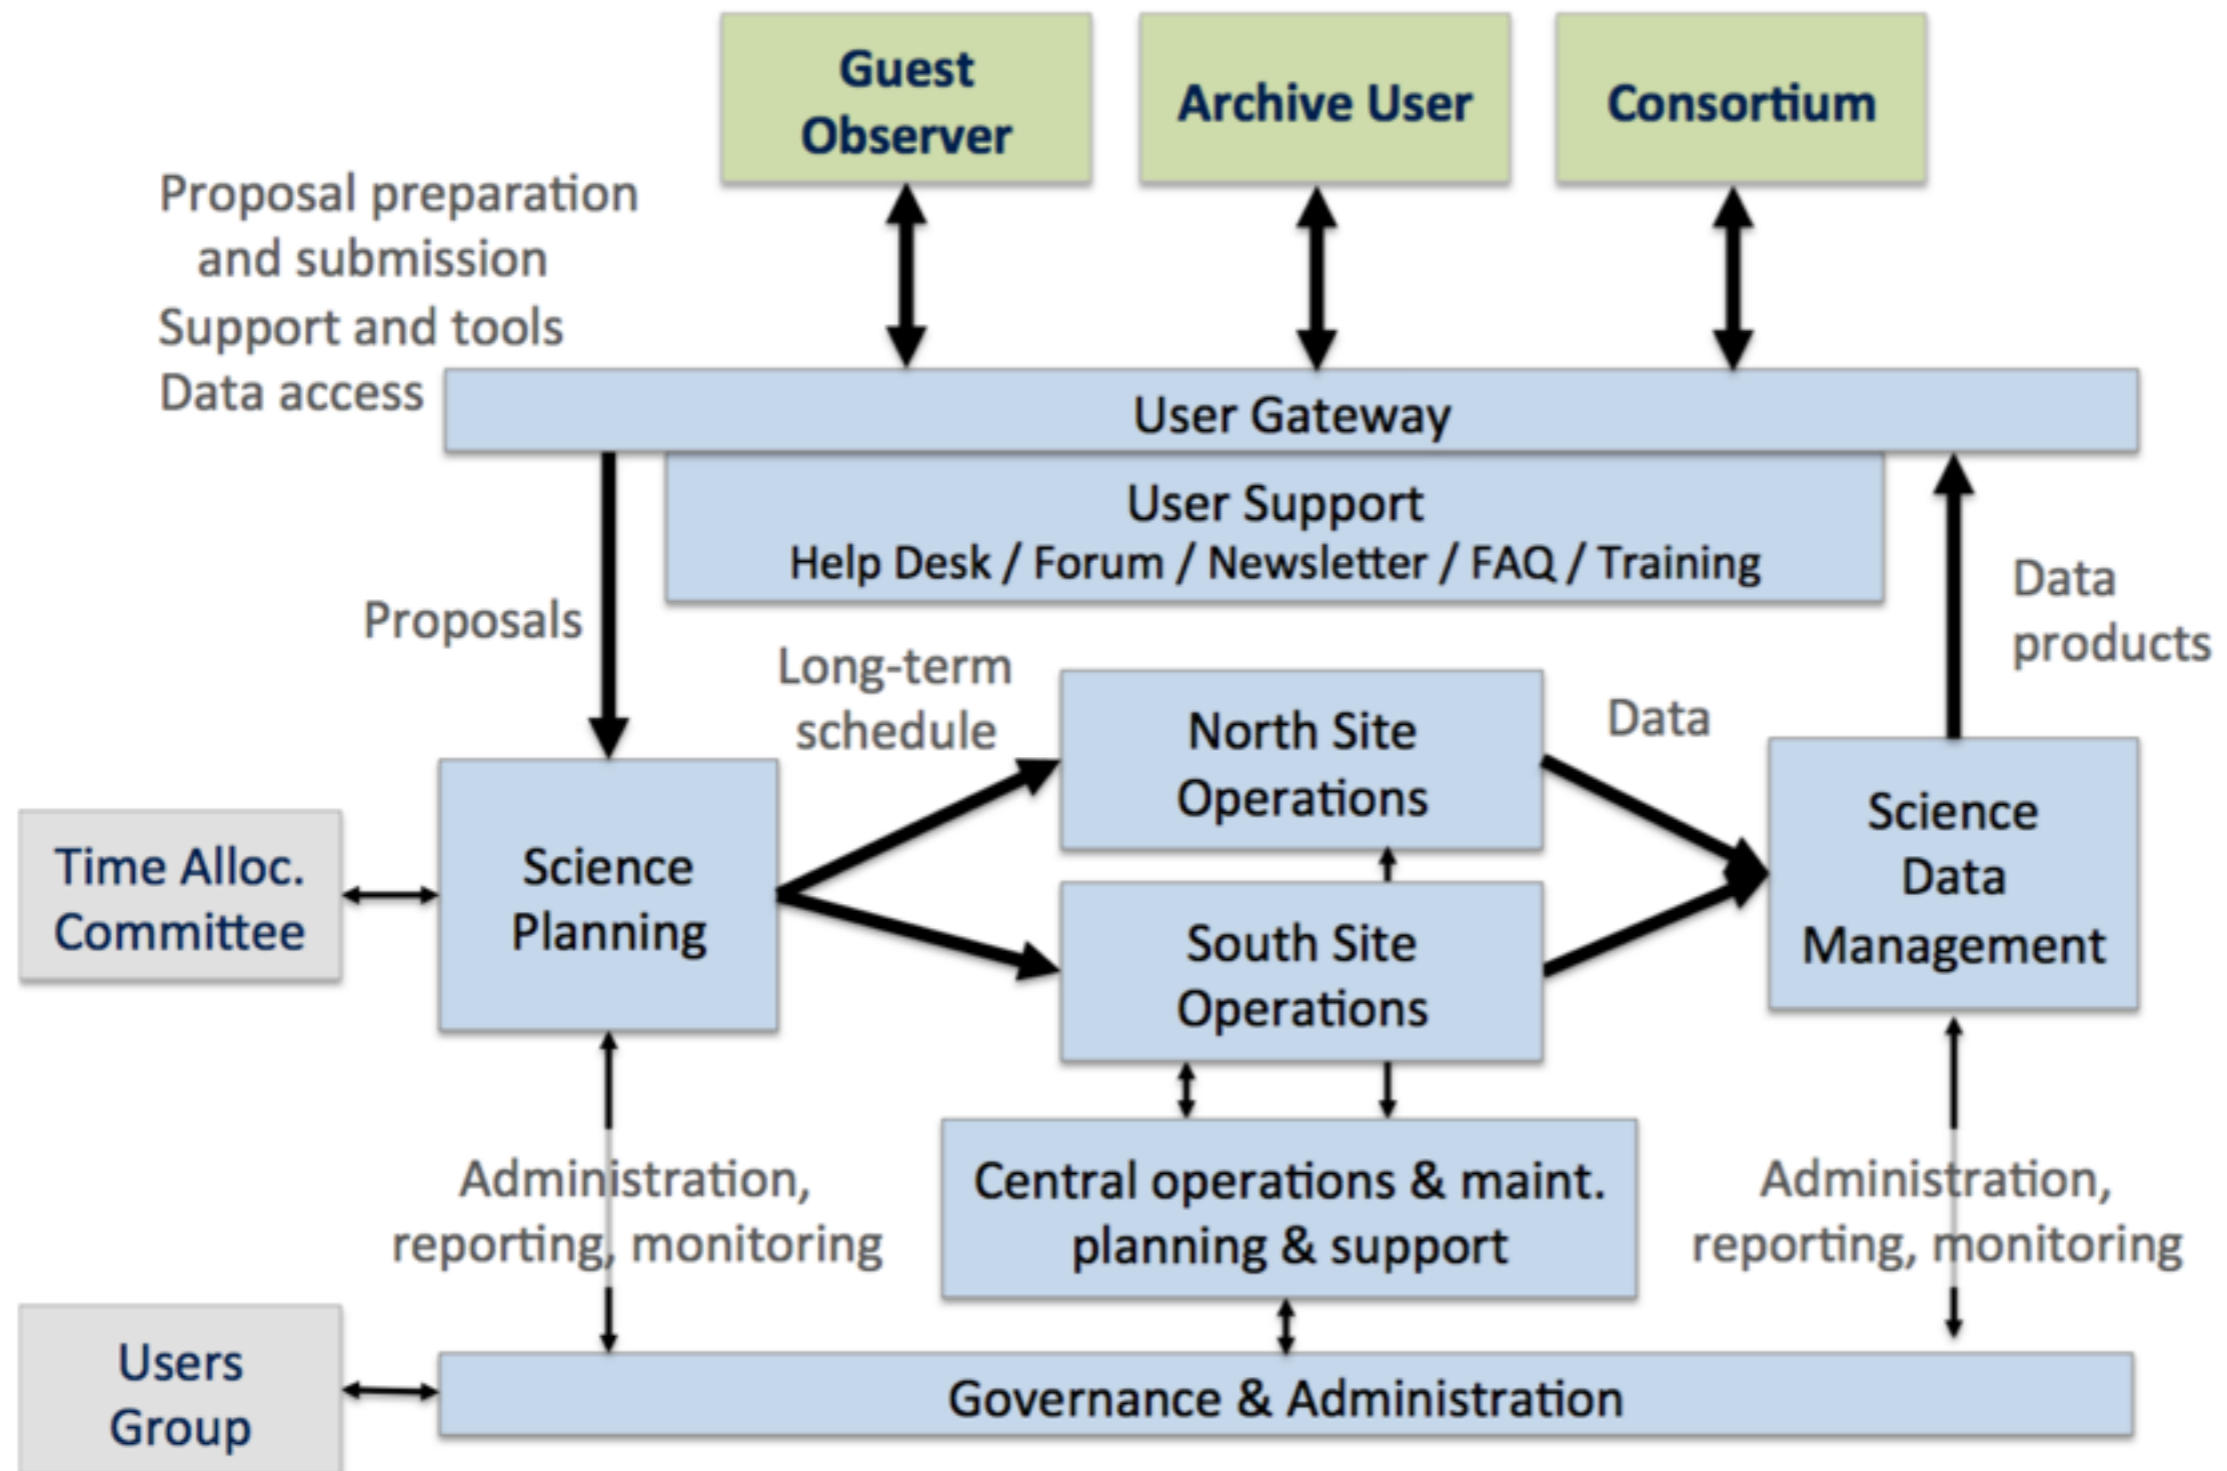 Guest
Observer
Archive User
Consortium
Proposal preparation
and submission
Support and tools
Data access
User Gateway
User Support
Help Desk / Forum / Newsletter / FAQ / Training
Proposals
Data
products
Long-term
schedule
North Site
Operations
Data
Time Alloc.
Committee
Science
Planning
South Site
Operations
Science
Data
Management
Administration,
reporting, monitoring
Central operations & maint.
planning & support
Administration,
reporting, monitoring
Users
Group
Governance & Administration